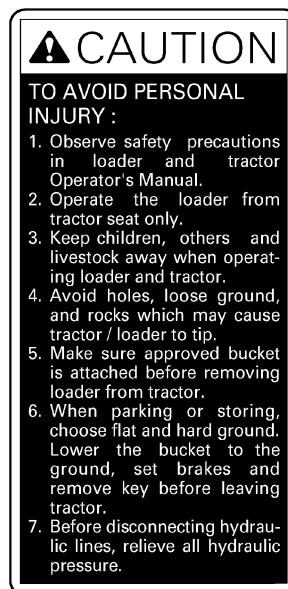 CAUTION
TO AVOID PERSONAL
INJURY :
1. Observe safety precautions
in loader and tractor
Operator's Manual.
2. Operate the loader from
tractor seat only.
3. Keep children, others and
livestock away when operat-
ing loader and tractor.
4. Avoid holes, loose ground,
and rocks which may cause
tractor / loader to tip.
5. Make sure approved bucket
is attached before removing
loader from tractor.
6. When parking or storing,
choose flat and hard ground.
Lower the bucket to the
ground, set brakes and
remove key before leaving
tractor.
7. Before disconnecting hydrau-
lic lines, relieve all hydraulic
pressure.